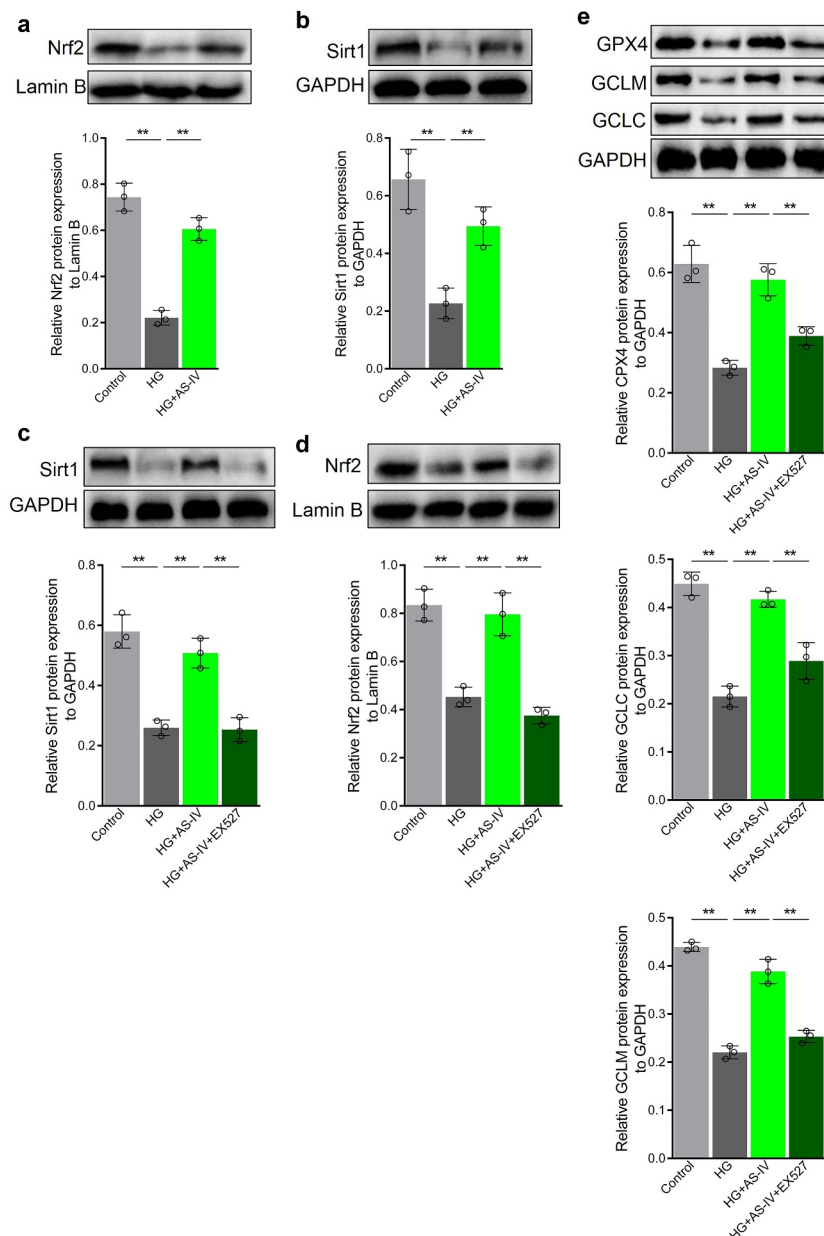 a
Nrf2
Lamin B
Relative Nrf2 protein expression
to Lamin B
1.0
0.8
0.6
0.4
0.2
0.0
** **
Control
HG
HG+AS-IV
b
Sirt1
GAPDH
Relative Sirt1 protein expression
to GAPDH
0.8
0.6
0.4
0.2
0.0
** **
Control
HG
HG+AS-IV
c
Sirt1
GAPDH
Relative Sirt1 protein expression
to GAPDH
0.8
0.6
0.4
0.2
0.0
** ** **
Control
HG
HG+AS-IV
HG+AS-IV+EX527
d
Nrf2
Lamin B
Relative Nrf2 protein expression
to Lamin B
1.0
0.8
0.6
0.4
0.2
0.0
** ** **
Control
HG
HG+AS-IV
HG+AS-IV+EX527
e
GPX4
GCLM
GCLC
GAPDH
Relative CPX4 protein expression
to GAPDH
0.8
0.6
0.4
0.2
0.0
** ** **
Control
HG
HG+AS-IV
HG+AS-IV+EX527
Relative GCLC protein expression
to GAPDH
0.5
0.4
0.3
0.2
0.1
0.0
** ** **
Control
HG
HG+AS-IV
HG+AS-IV+EX527
Relative GCLM protein expression
to GAPDH
0.5
0.4
0.3
0.2
0.1
0.0
** ** **
Control
HG
HG+AS-IV
HG+AS-IV+EX527